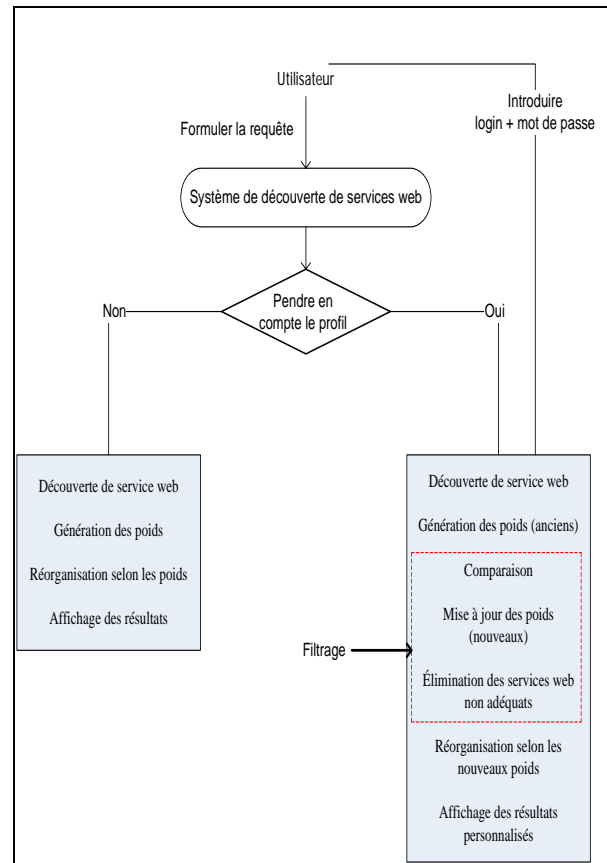 Utilisateur
Introduire
login + mot de passe
Formuler la requête
Système de découverte de services web
Pendre en
compte le profil
Non
Oui
Découverte de service web
Génération des poids
Réorganisation selon les poids
Affichage des résultats
Découverte de service web
Génération des poids (anciens)
Comparaison
Mise à jour des poids
(nouveaux)
Filtrage
Élimination des services web
non adéquats
Réorganisation selon les
nouveaux poids
Affichage des résultats
personnalisés